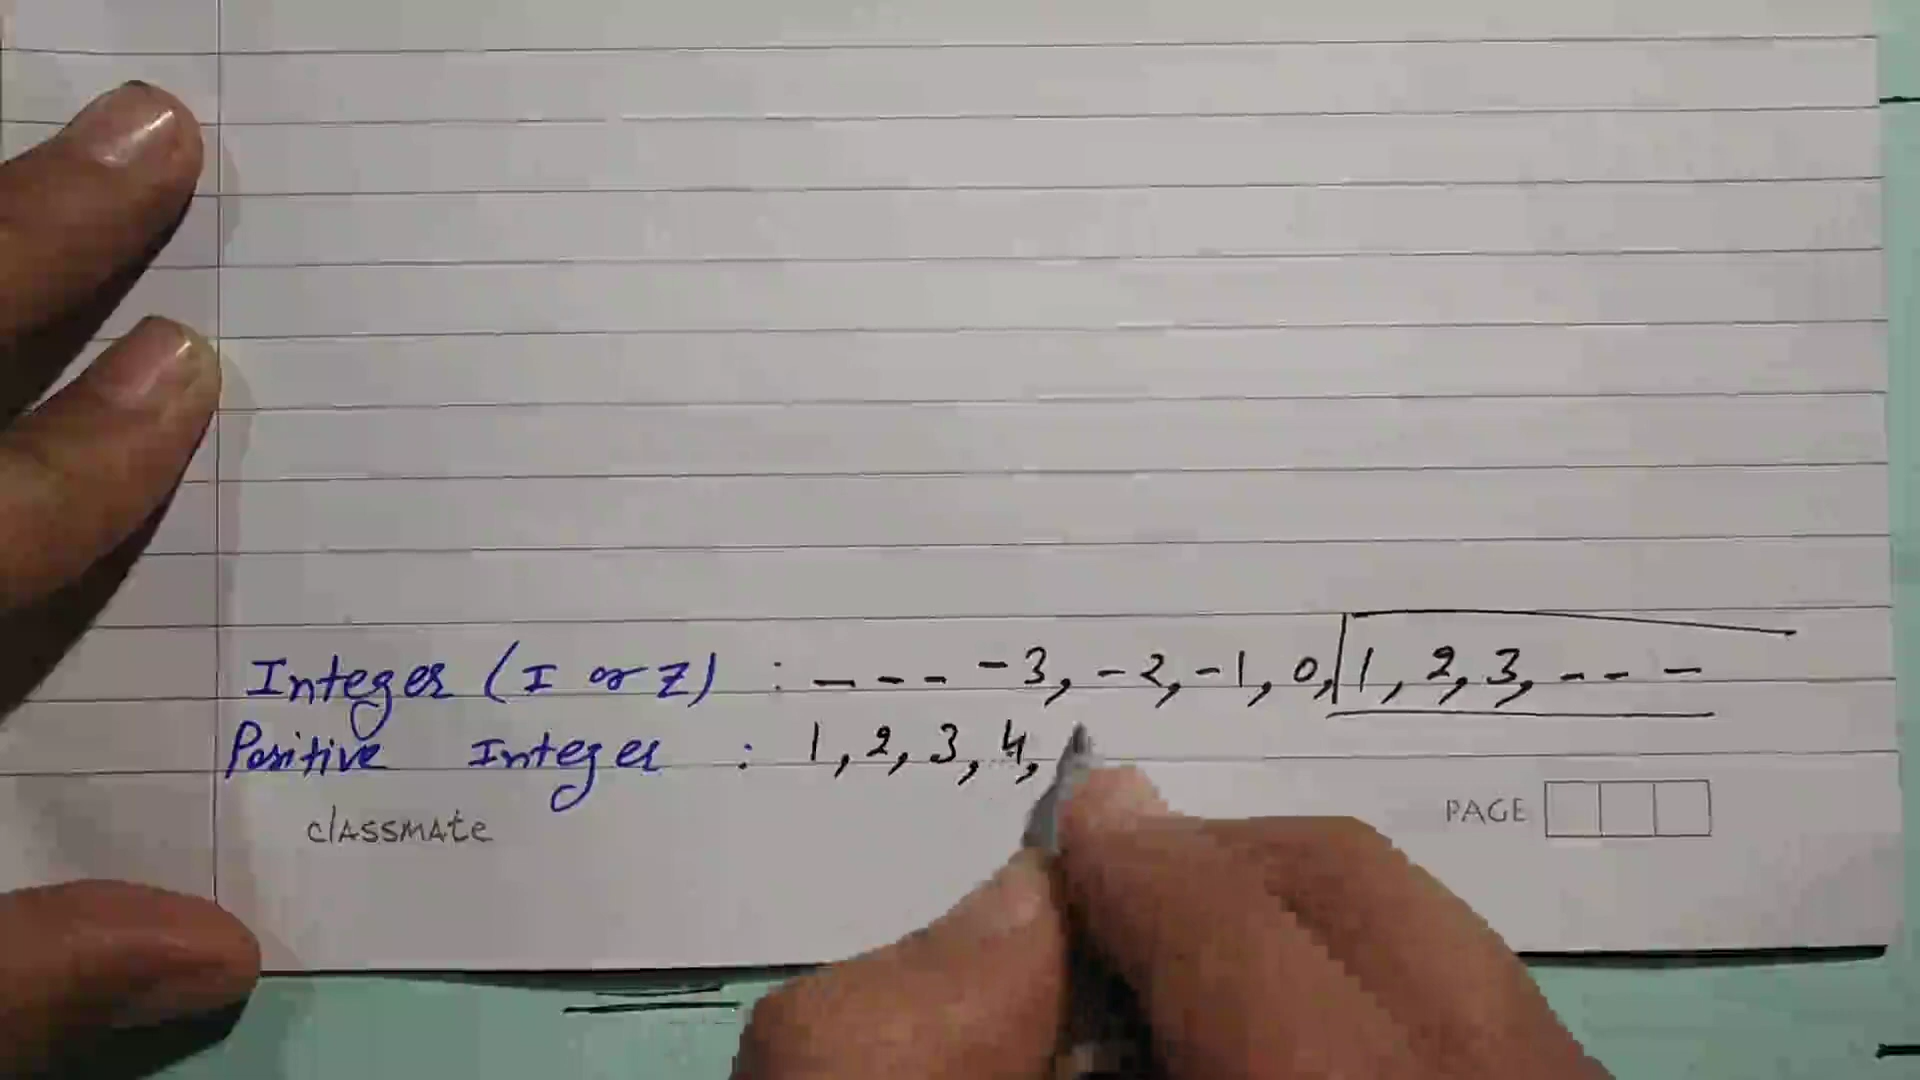 Integer (I or Z) : _ - - - 3, - 2, - 1, 0, 1, 2, 3, - - -
Positive Integer : 1, 2, 3, 4,
classmate PAGE